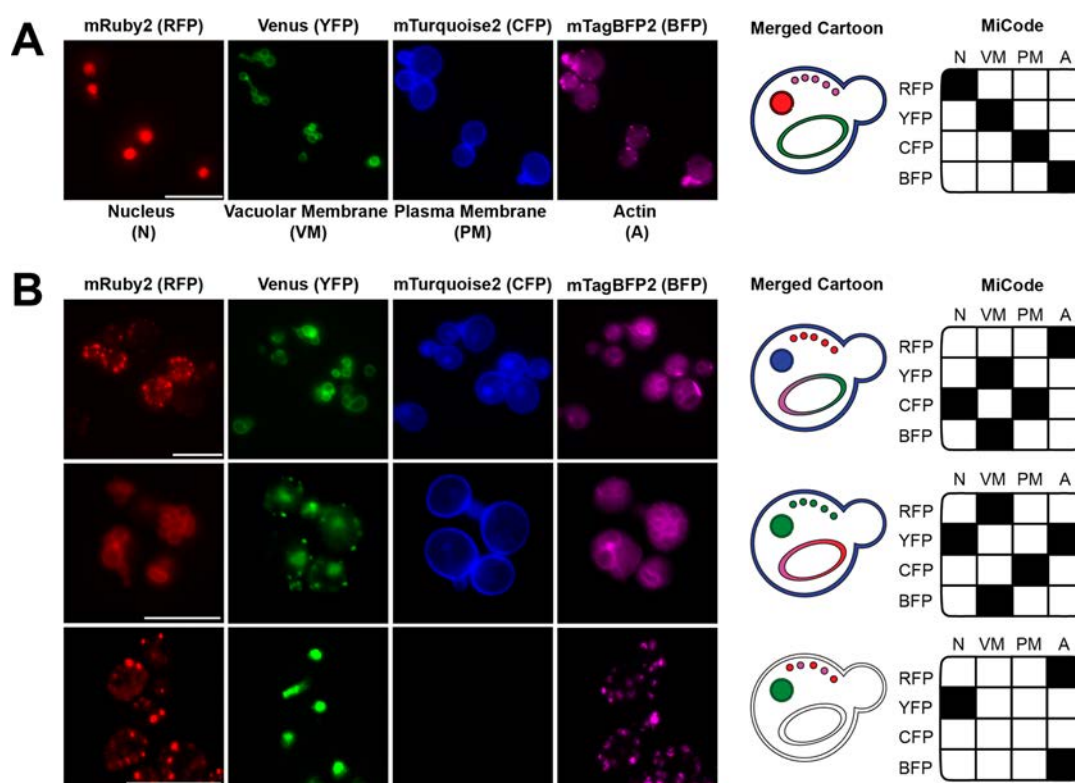 A
mRuby2 (RFP) Venus (YFP) mTurquoise2 (CFP) mTagBFP2 (BFP) Merged Cartoon MiCode
N VM PM A
RFP
YFP
CFP
BFP
Nucleus Vacuolar Membrane Plasma Membrane Actin
(N) (VM) (PM) (A)
B
mRuby2 (RFP) Venus (YFP) mTurquoise2 (CFP) mTagBFP2 (BFP) Merged Cartoon MiCode
N VM PM A
RFP
YFP
CFP
BFP
N VM PM A
RFP
YFP
CFP
BFP
N VM PM A
RFP
YFP
CFP
BFP